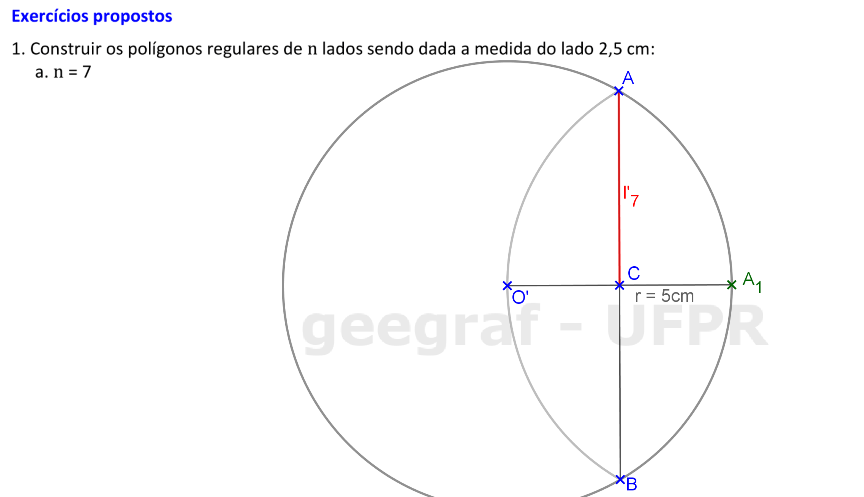 Exercícios propostos
1. Construir os polígonos regulares de n lados sendo dada a medida do lado 2,5 cm:
a. n = 7
A
l'7
C
A1
O'
r = 5cm
geegraf - UFPR
B